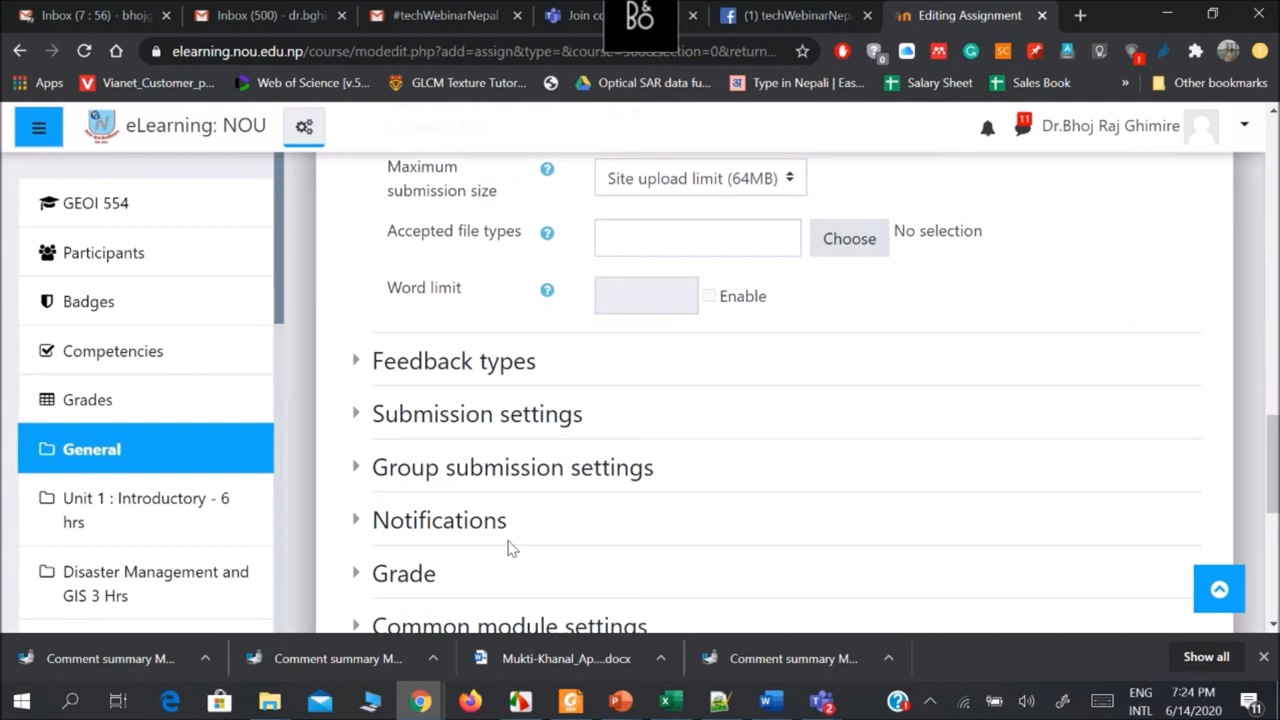 Inbox (7 : 56) - bhojg
Inbox (500) - dr.bghi
#techWebinarNepal
Join co
(1) techWebinarNe
Editing Assignment
elearning.nou.edu.np/course/modedit.php?add=assign&type=&course=
Apps
Vianet_Customs_p...
Web of Science [v.5...
GLCM Texture Tutor...
Optical SAR data fu...
Type in Nepali | Eas...
Salary Sheet
Sales Book
Other bookmarks
eLearning: NOU
11
Dr.Bhoj Raj Ghimire
GEOI 554
Participants
Badges
Competencies
Grades
General
Unit 1 : Introductory - 6
hrs
Disaster Management and
GIS 3 Hrs
Maximum
submission size
Site upload limit (64MB)
Accepted file types
Choose
No selection
Word limit
Enable
Feedback types
Submission settings
Group submission settings
Notifications
Grade
Common module settings
Comment summary M...
Comment summary M...
Mukti-Khanal_Ap....docx
Comment summary M...
Show all
ENG
INTL
7:24 PM
6/14/2020